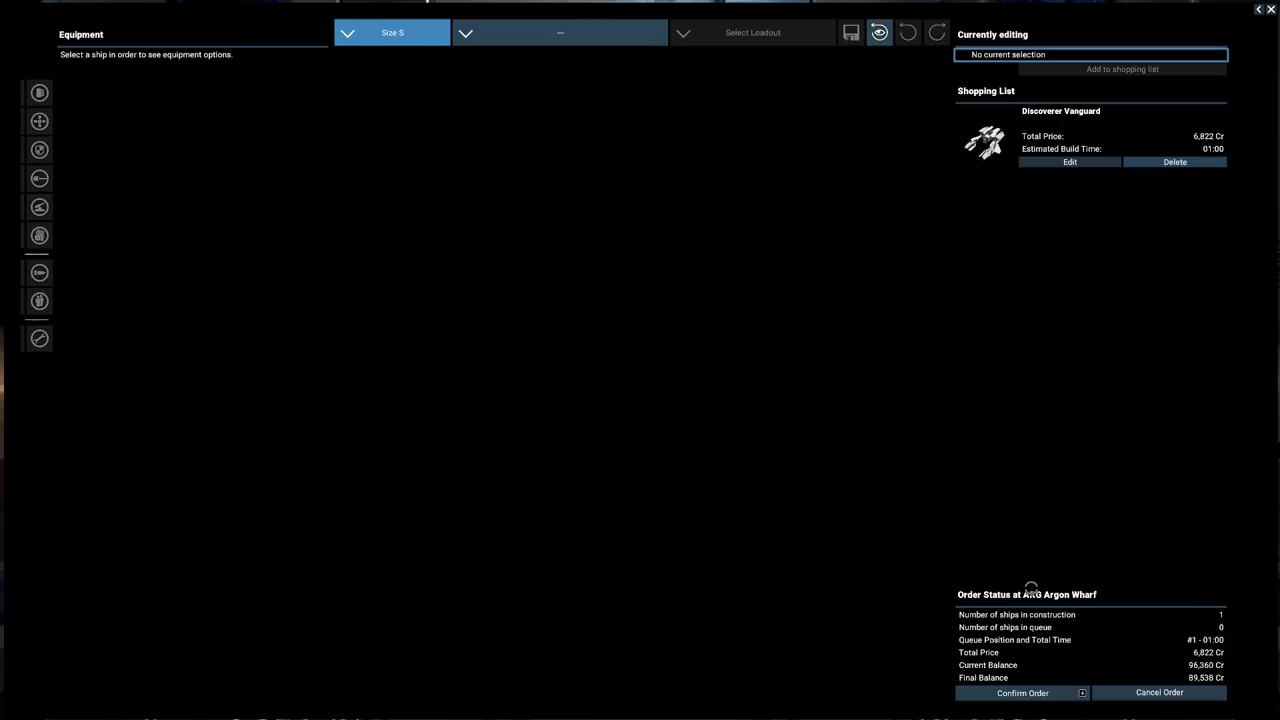 Equipment
Select a ship in order to see equipment options.
Size S
---
Select Loadout
Currently editing
No current selection
Add to shopping list
Shopping List
Discoverer Vanguard
Total Price: 6,822 Cr
Estimated Build Time: 01:00
Edit Delete
Order Status at ARG Argon Wharf
Number of ships in construction 1
Number of ships in queue 0
Queue Position and Total Time #1 - 01:00
Total Price 6,822 Cr
Current Balance 96,360 Cr
Final Balance 89,538 Cr
Confirm Order Cancel Order